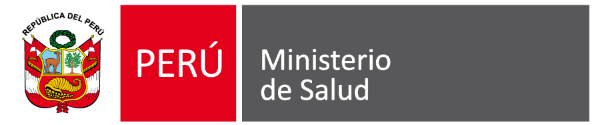 REPÚBLICA DEL PERÚ
PERÚ
Ministerio
de Salud